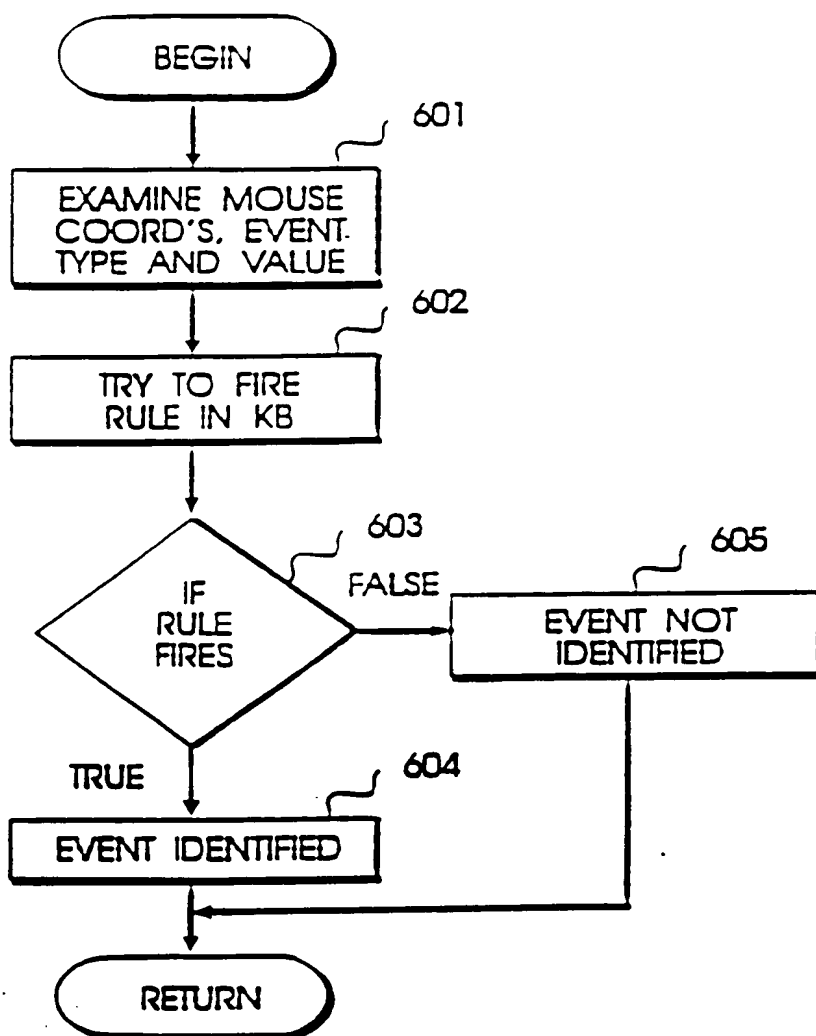 BEGIN
601
EXAMINE MOUSE
COORD'S, EVENT-
TYPE AND VALUE
602
TRY TO FIRE
RULE IN KB
603
IF
RULE
FIRES
FALSE
605
EVENT NOT
IDENTIFIED
TRUE
604
EVENT IDENTIFIED
RETURN